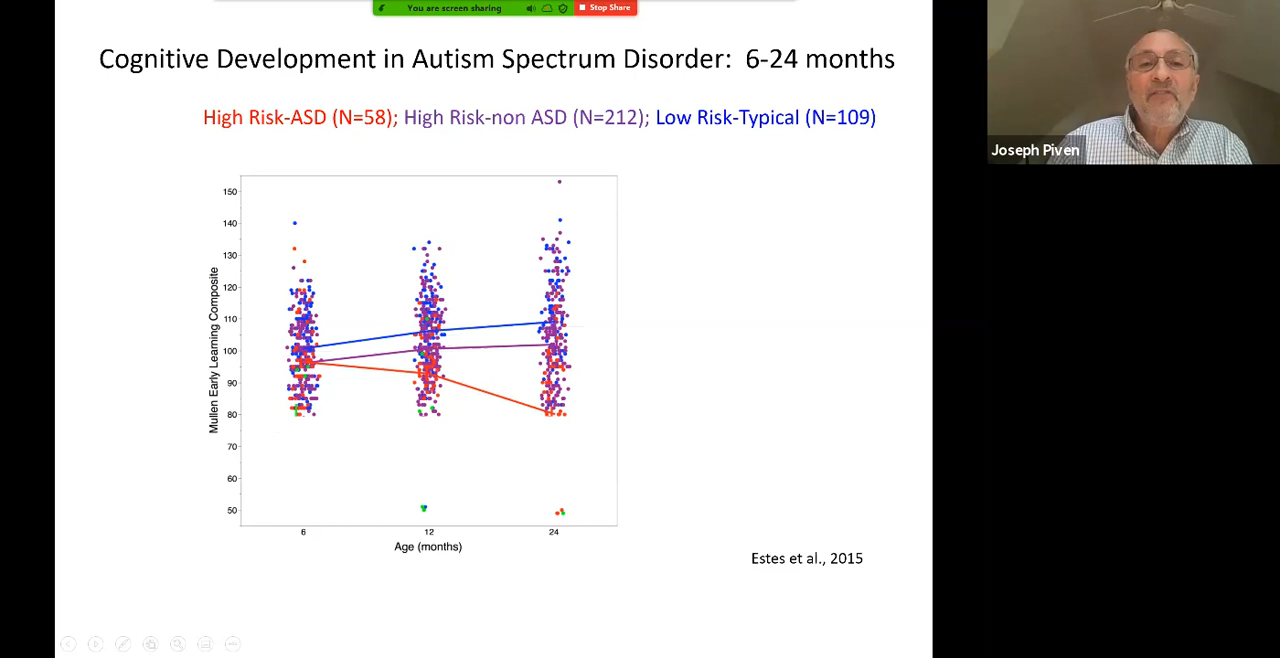 You are screen sharing
Stop Share
Cognitive Development in Autism Spectrum Disorder: 6-24 months
High Risk-ASD (N=58); High Risk-non ASD (N=212); Low Risk-Typical (N=109)
Joseph Piven
150
140
130
120
110
100
90
80
70
60
50
Mullen Early Learning Composite
6
12
24
Age (months)
Estes et al., 2015